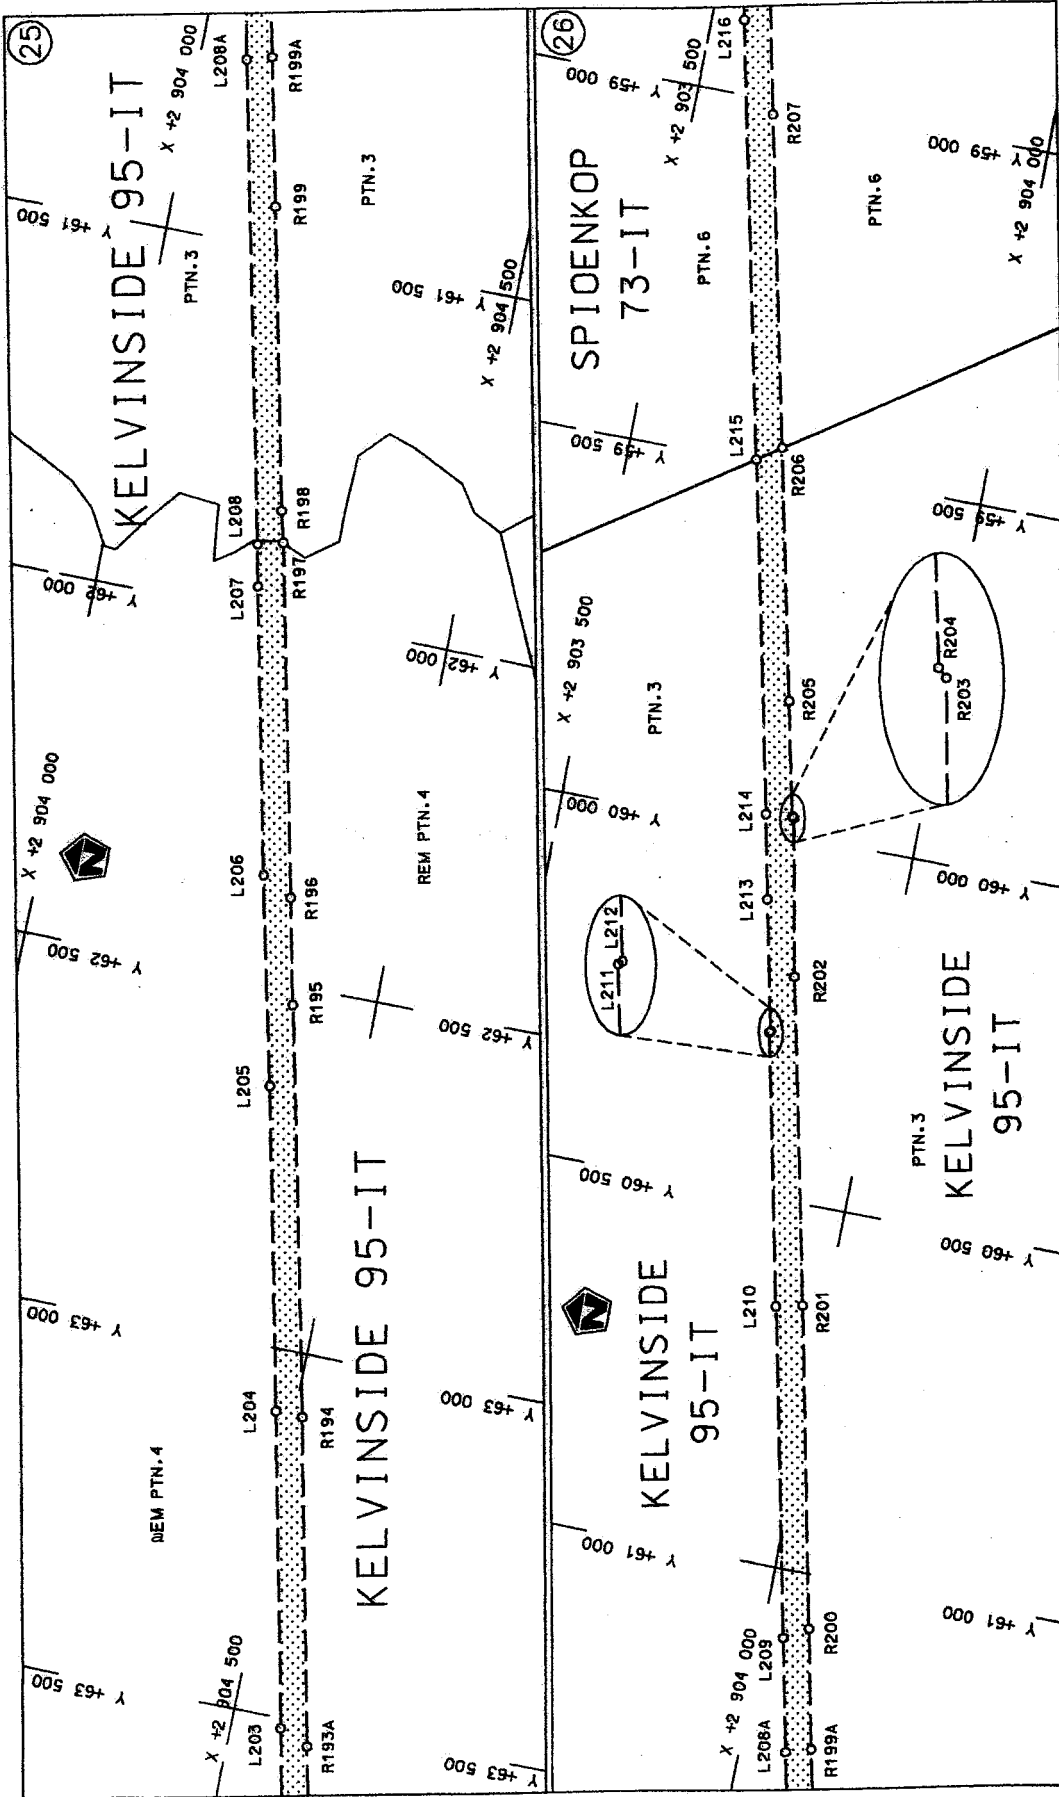 25
KELVINSIDE 95-IT
X +2 904 000
Y +61 500
PTN.3
L208A
R199A
R199
PTN.3
Y +61 500
X +2 904 500
L208
L207
R198
R197
Y +62 000
Y +62 000
X +2 904 000
N
L206
R196
REM PTN.4
Y +62 500
R195
Y +62 500
L205
KELVINSIDE 95-IT
Y +63 000
L204
R194
Y +63 000
REM PTN.4
Y +63 500
X +2 904 500
L203
R193A
Y +63 500
26
L216
Y +59 000
X +2 903 500
R207
Y +59 000
X +2 904 000
SPIOENKOP
73-IT
PTN.6
PTN.6
Y +59 500
L215
R206
Y +59 500
X +2 903 500
PTN.3
R205
R204
R203
Y +60 000
L214
L213
Y +60 000
L211
L212
R202
KELVINSIDE
95-IT
PTN.3
Y +60 500
Y +60 500
L210
R201
N
KELVINSIDE
95-IT
Y +61 000
Y +61 000
X +2 904 000
L209
R200
L208A
R199A